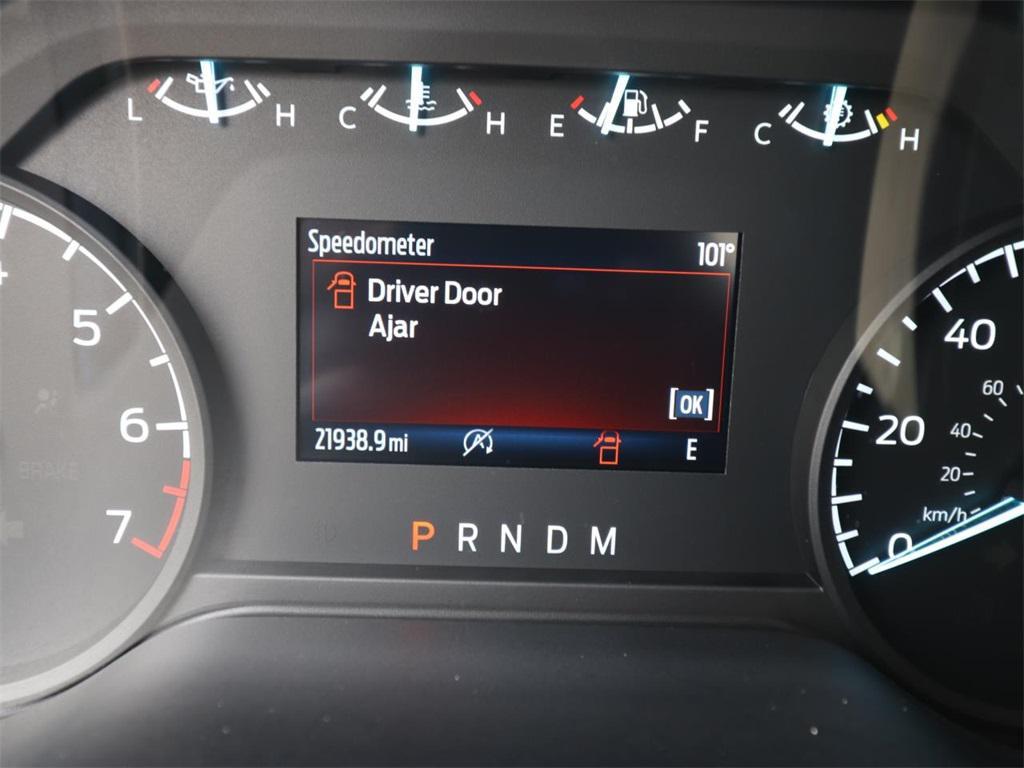 L H C H E F C H
Speedometer 101°
Driver Door
Ajar
[OK]
21938.9 mi E
P R N D M
4
5
6
7
BRAKE
40
20
0
60
40
20
km/h